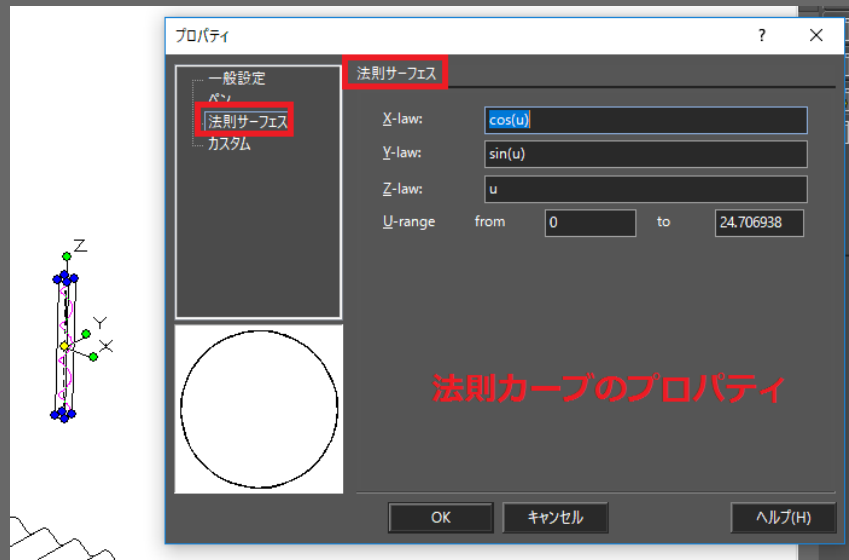 プロパティ
?
一般設定
ペン
法則サーフェス
カスタム
法則サーフェス
X-law: cos(u)
Y-law: sin(u)
Z-law: u
U-range from 0 to 24.706938
Z
Y
X
法則カーブのプロパティ
OK キャンセル ヘルプ(H)